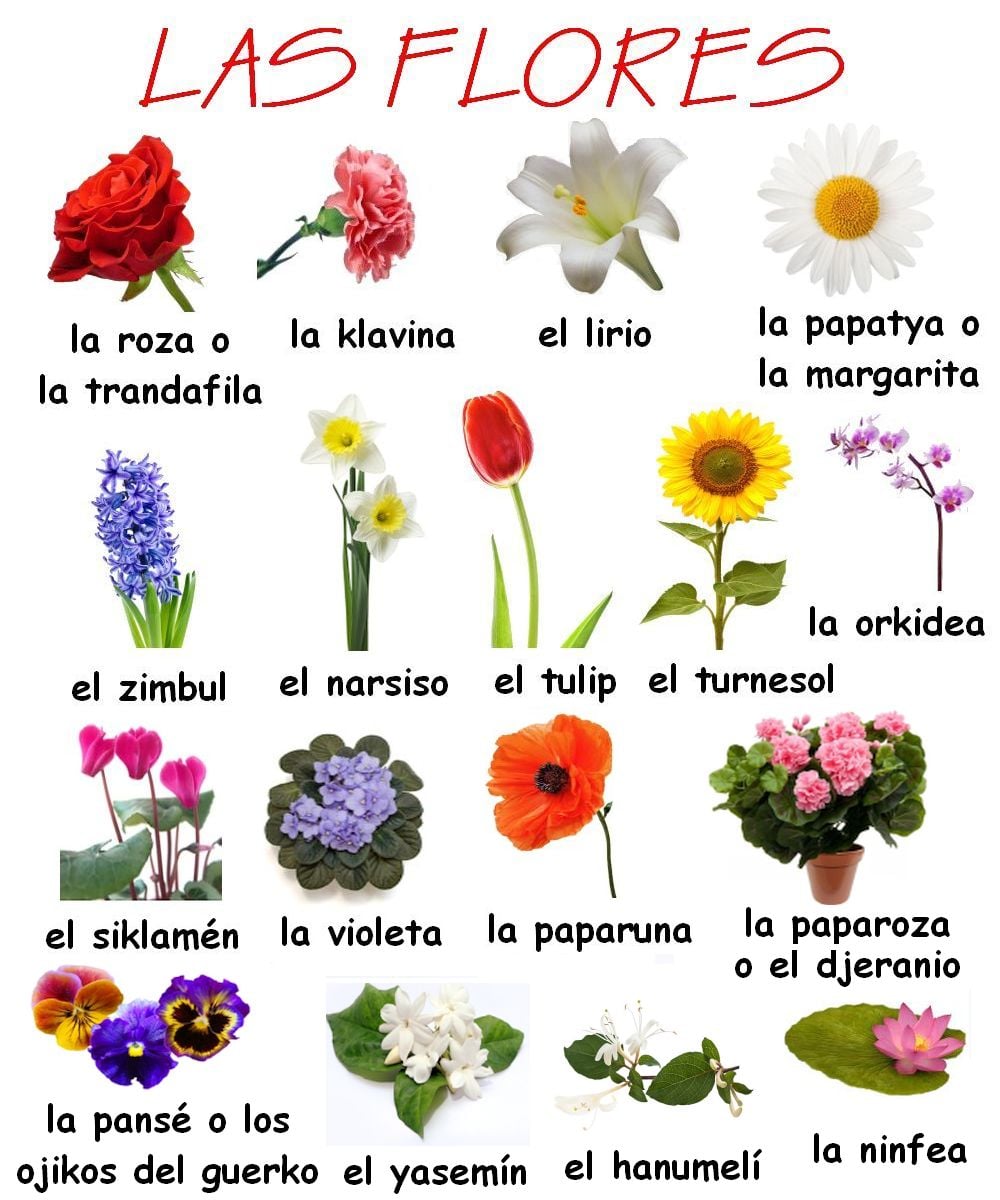 LAS FLORES
la roza o
la trandafila
la klavina
el lirio
la papatya o
la margarita
el zimbul
el narsiso
el tulip
el turnesol
la orkidea
el siklamén
la violeta
la paparuna
la paparoza
o el djeranio
la pansé o los
ojikos del guerko
el yasemín
el hanumelí
la ninfea